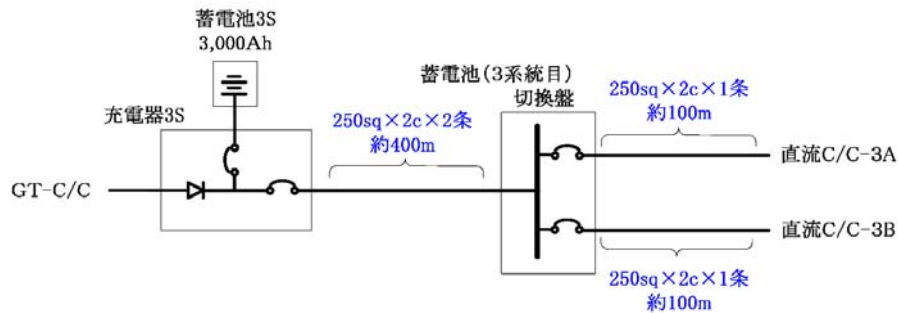 蓄電池3S
3,000Ah
蓄電池(3系統目)
切換盤
250sq×2c×1条
約100m
充電器3S
250sq×2c×2条
約400m
直流C/C-3A
GT-C/C
直流C/C-3B
250sq×2c×1条
約100m